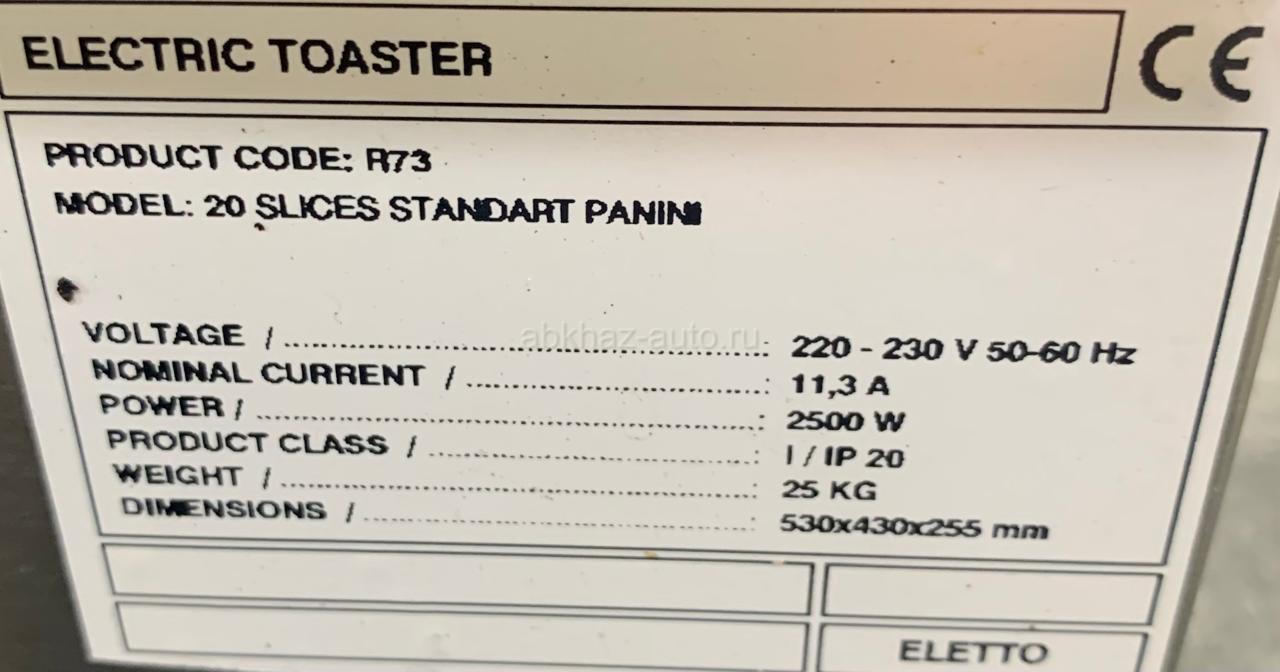 ELECTRIC TOASTER
CE
PRODUCT CODE: R73
MODEL: 20 SLICES STANDART PANINI
abkhaz-auto.ru
VOLTAGE / ........................................................: 220 - 230 V 50-60 Hz
NOMINAL CURRENT / ...................................: 11,3 A
POWER / ...........................................................: 2500 W
PRODUCT CLASS / ......................................: I / IP 20
WEIGHT / .......................................................: 25 KG
DIMENSIONS / ..............................................: 530x430x255 mm
ELETTO